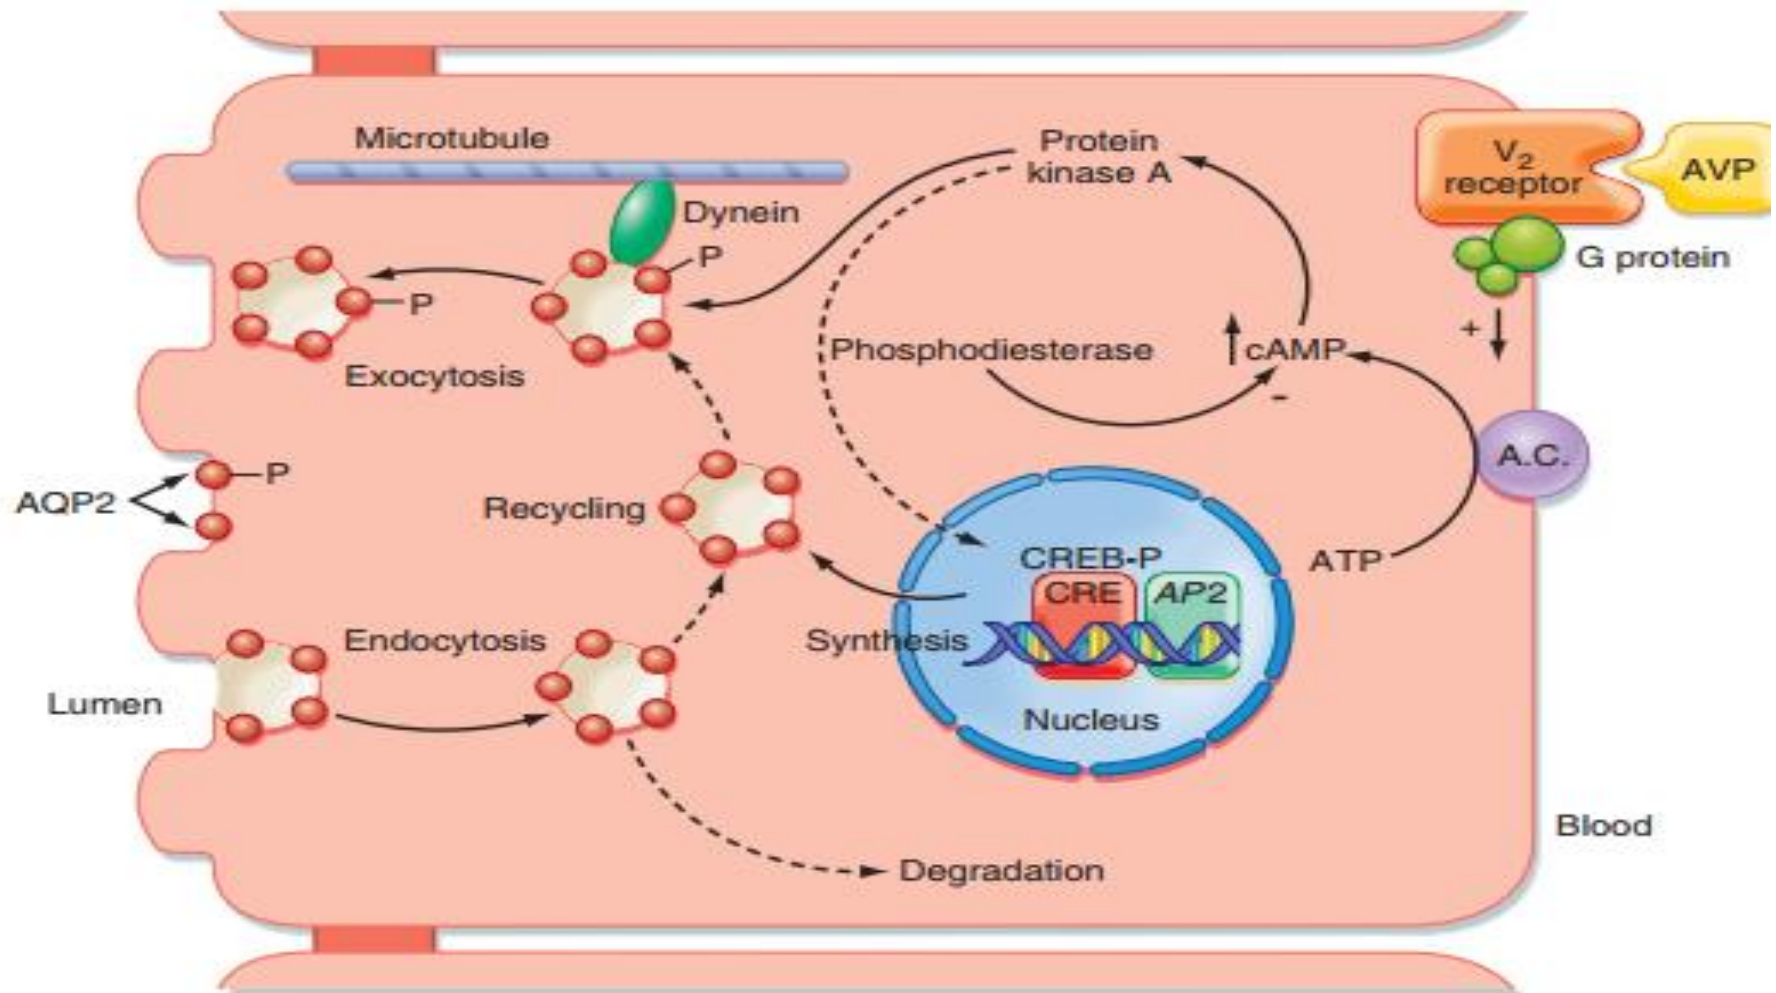 Microtubule
Protein
kinase A
V2
receptor
AVP
Dynein
P
G protein
P
+
Exocytosis
Phosphodiesterase
cAMP
-
AQP2
P
Recycling
A.C.
CREB-P
ATP
CRE
AP2
Endocytosis
Synthesis
Lumen
Nucleus
Blood
Degradation